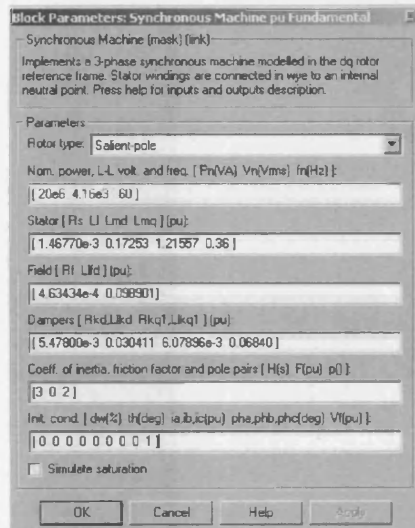 Block Parameters: Synchronous Machine pu Fundamental
Synchronous Machine (mask) (link)
Implements a 3-phase synchronous machine modelled in the dq rotor
reference frame. Stator windings are connected in wye to an internal
neutral point. Press help for inputs and outputs description.
Parameters
Rotor type: Salient-pole
Nom. power, L-L volt. and freq. [ Pn(VA) Vn(Vrms) fn(Hz) ]:
[ 20e6 4.16e3 60 ]
Stator [ Rs Ll Lmd Lmq ] (pu):
[ 1.46770e-3 0.17253 1.21557 0.36 ]
Field [ Rf Llfd ] (pu):
[ 4.63434e-4 0.098901]
Dampers [ Rkd,Llkd Rkq1,Llkq1 ] (pu):
[ 5.47800e-3 0.030411 6.07896e-3 0.06840 ]
Coeff. of inertia, friction factor and pole pairs [ H(s) F(pu) p() ]:
[3 0 2]
Init. cond. [ dw(%) th(deg) ia,ib,ic(pu) pha,phb,phc(deg) Vf(pu) ]:
[ 0 0 0 0 0 0 0 0 1 ]
Simulate saturation
OK Cancel Help Apply